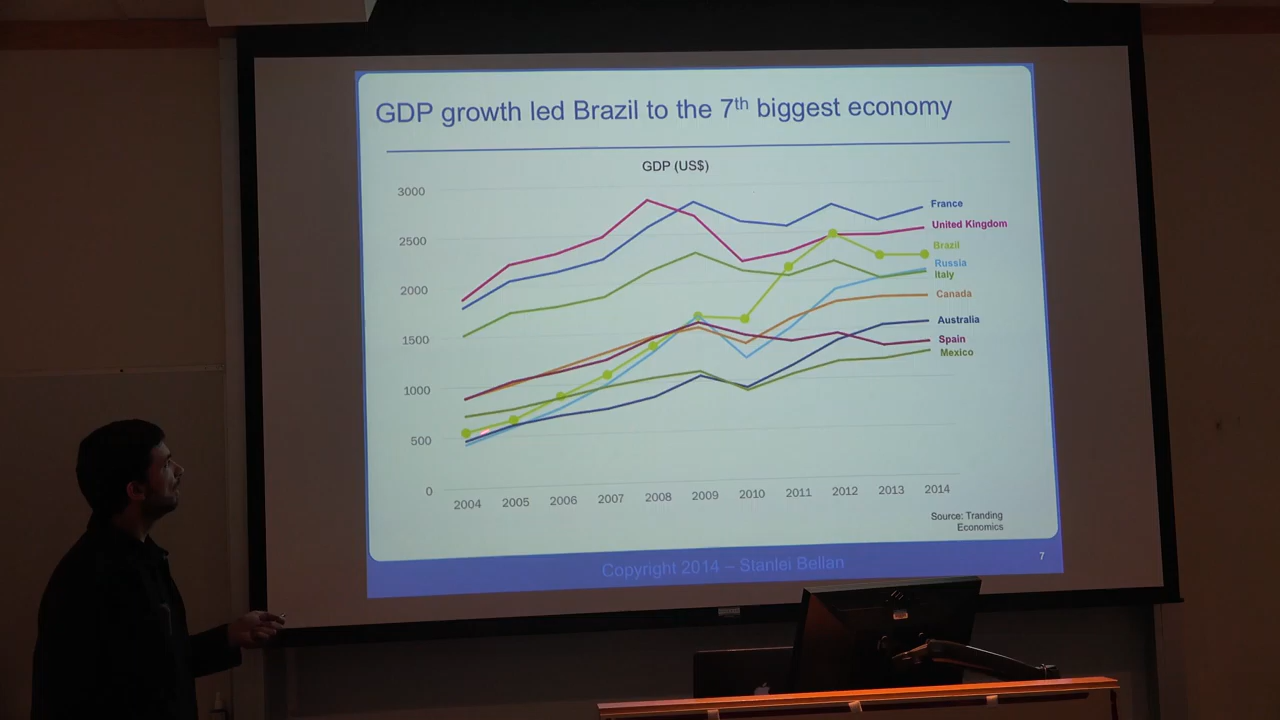 GDP growth led Brazil to the 7th biggest economy
GDP (US$)
3000
2500
2000
1500
1000
500
0
France
United Kingdom
Brazil
Russia
Italy
Canada
Australia
Spain
Mexico
2004 2005 2006 2007 2008 2009 2010 2011 2012 2013 2014
Source: Tranding
Economics
7
Copyright 2014 – Stanlei Bellan